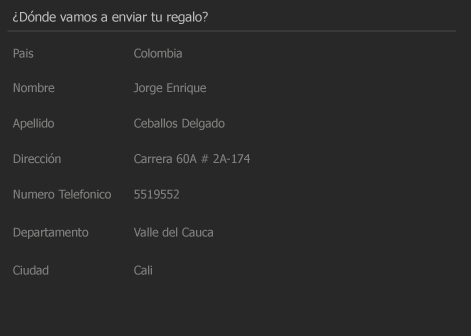 ¿Dónde vamos a enviar tu regalo?
Pais Colombia
Nombre Jorge Enrique
Apellido Ceballos Delgado
Dirección Carrera 60A # 2A-174
Numero Telefonico 5519552
Departamento Valle del Cauca
Ciudad Cali